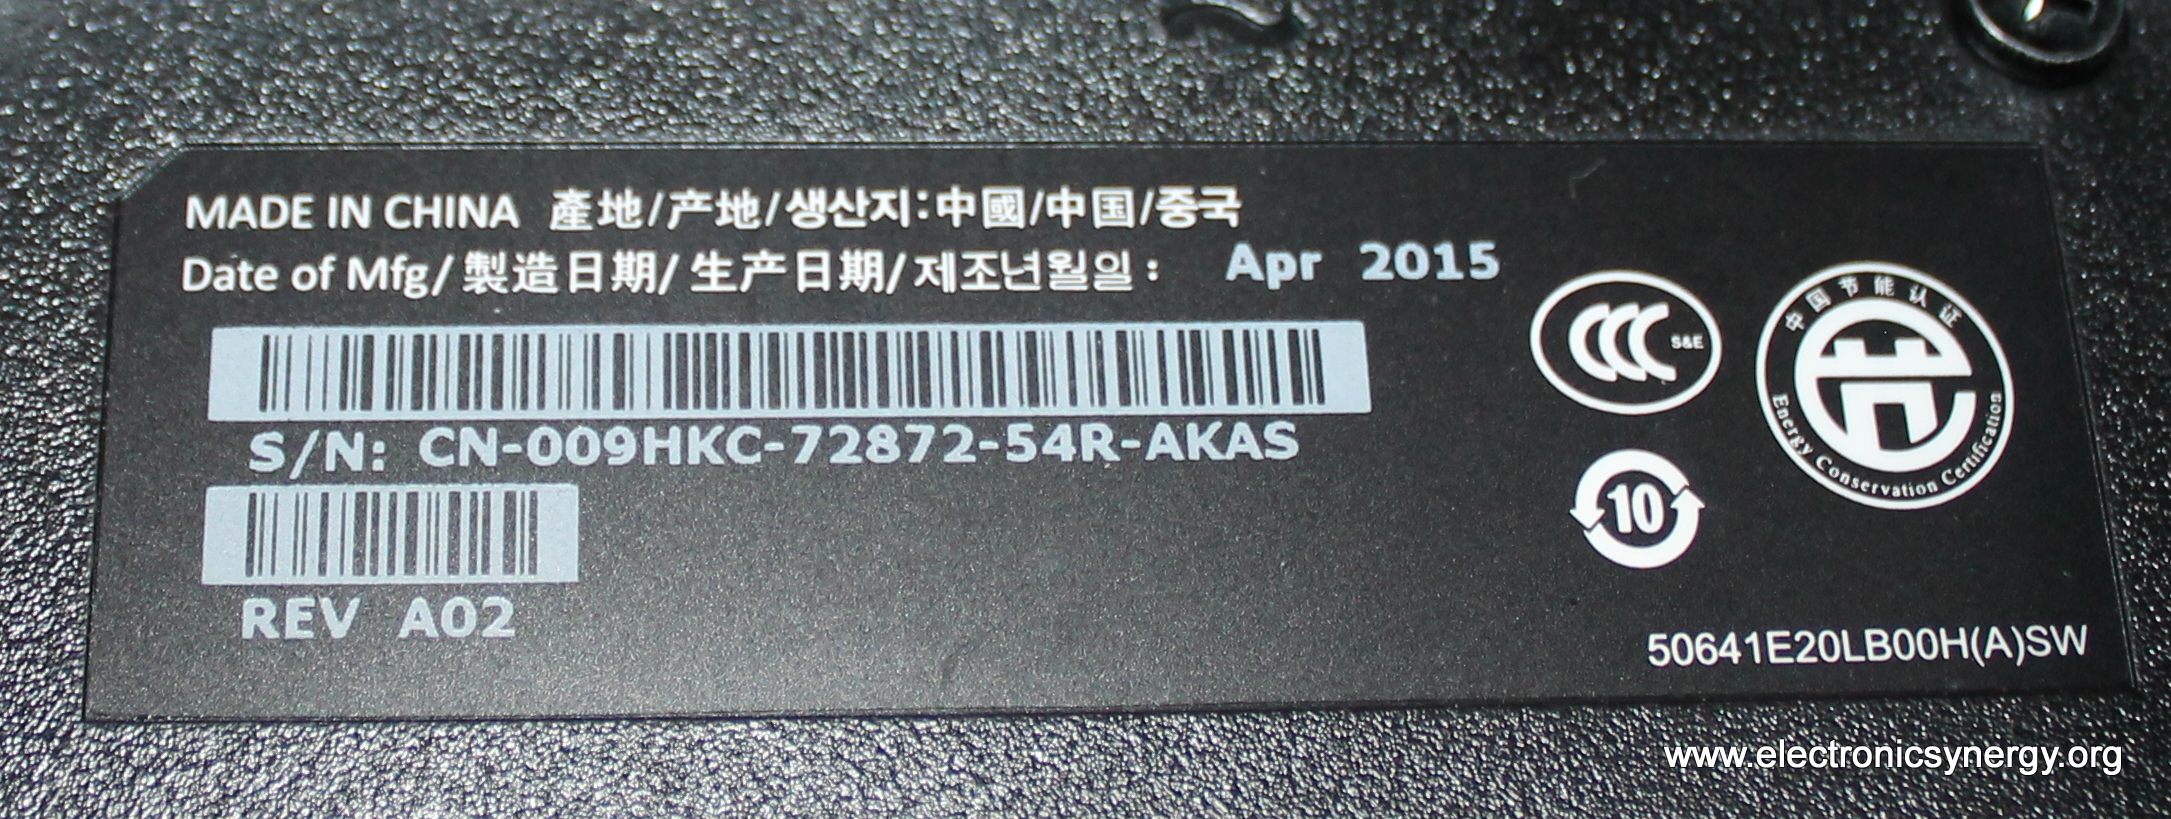 MADE IN CHINA 產地/产地/생산지:中國/中国/중국
Date of Mfg/製造日期/生产日期/제조년월일: Apr 2015
S/N: CN-009HKC-72872-54R-AKAS
REV A02
CCC S&E
中国节能认证
Energy Conservation Certification
10
50641E20LB00H(A)SW
www.electronicsynergy.org